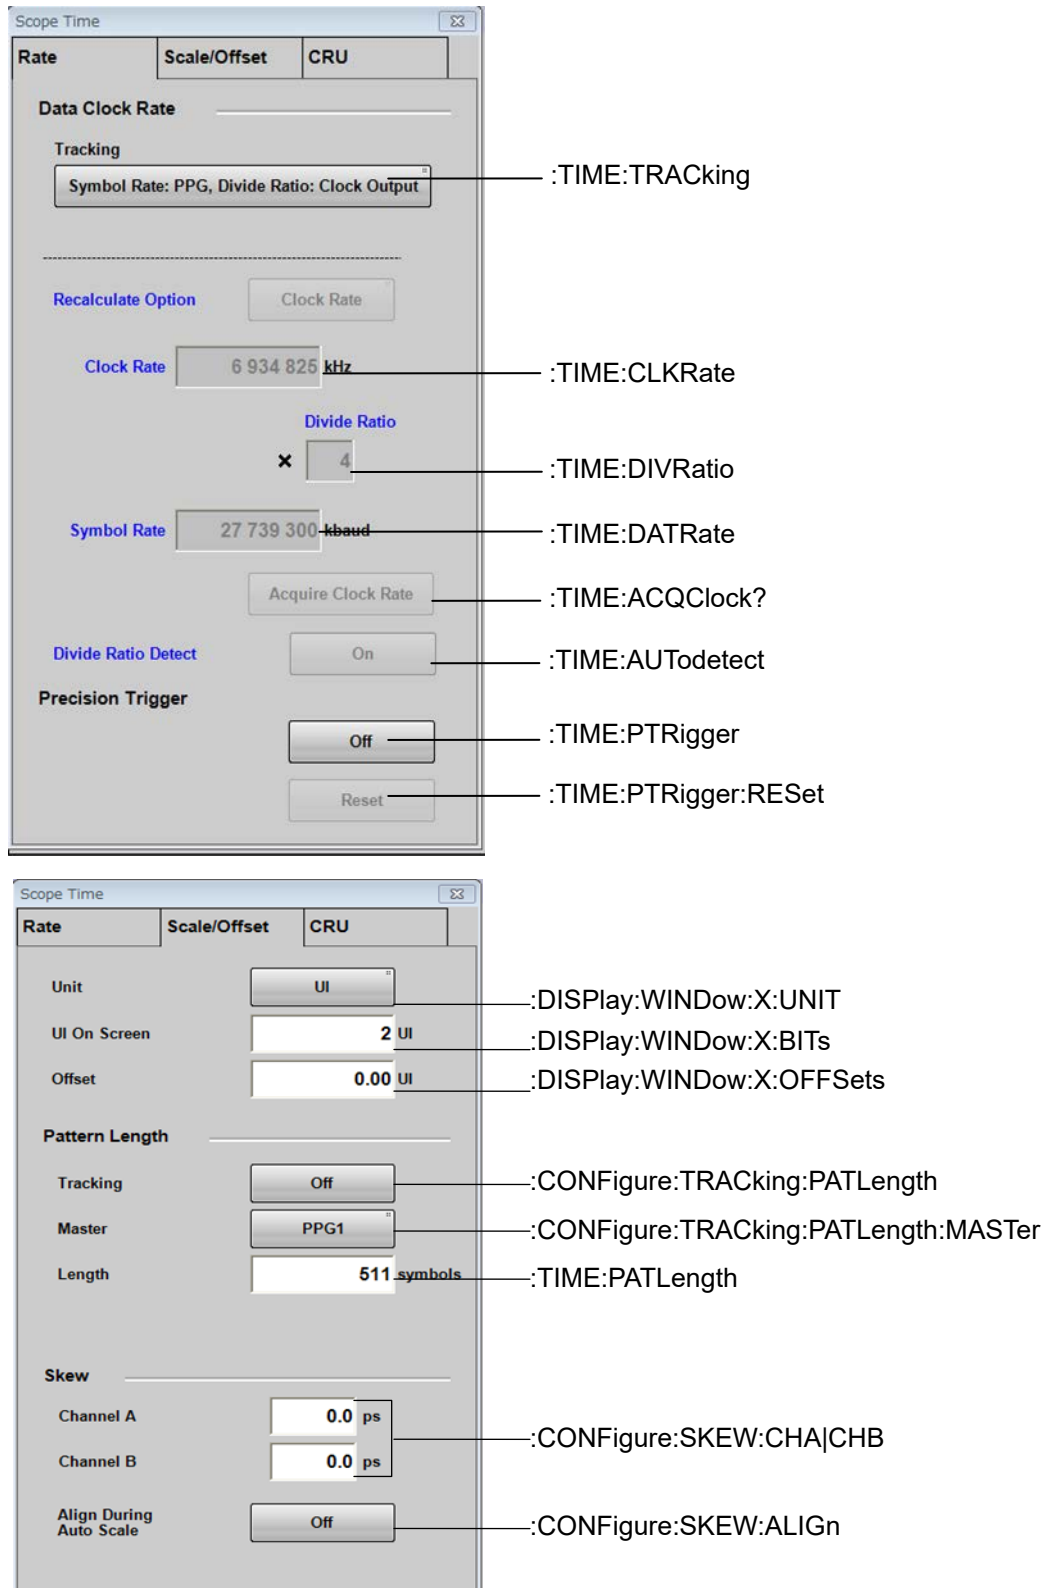 Scope Time
Rate Scale/Offset CRU
Data Clock Rate
Tracking
Symbol Rate: PPG, Divide Ratio: Clock Output :TIME:TRACking
Recalculate Option Clock Rate
Clock Rate 6 934 825 kHz :TIME:CLKRate
Divide Ratio
× 4 :TIME:DIVRatio
Symbol Rate 27 739 300 kbaud :TIME:DATRate
Acquire Clock Rate :TIME:ACQClock?
Divide Ratio Detect On :TIME:AUTodetect
Precision Trigger
Off :TIME:PTRigger
Reset :TIME:PTRigger:RESet
Scope Time
Rate Scale/Offset CRU
Unit UI :DISPlay:WINDow:X:UNIT
UI On Screen 2 UI :DISPlay:WINDow:X:BITs
Offset 0.00 UI :DISPlay:WINDow:X:OFFSets
Pattern Length
Tracking Off :CONFigure:TRACking:PATLength
Master PPG1 :CONFigure:TRACking:PATLength:MASTer
Length 511 symbols :TIME:PATLength
Skew
Channel A 0.0 ps
:CONFigure:SKEW:CHA|CHB
Channel B 0.0 ps
Align During
Auto Scale Off :CONFigure:SKEW:ALIGn